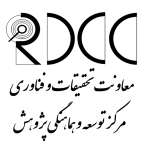 RDCC
معاونت تحقیقات و فناوری
مرکز توسعه و هماهنگی پژوهش